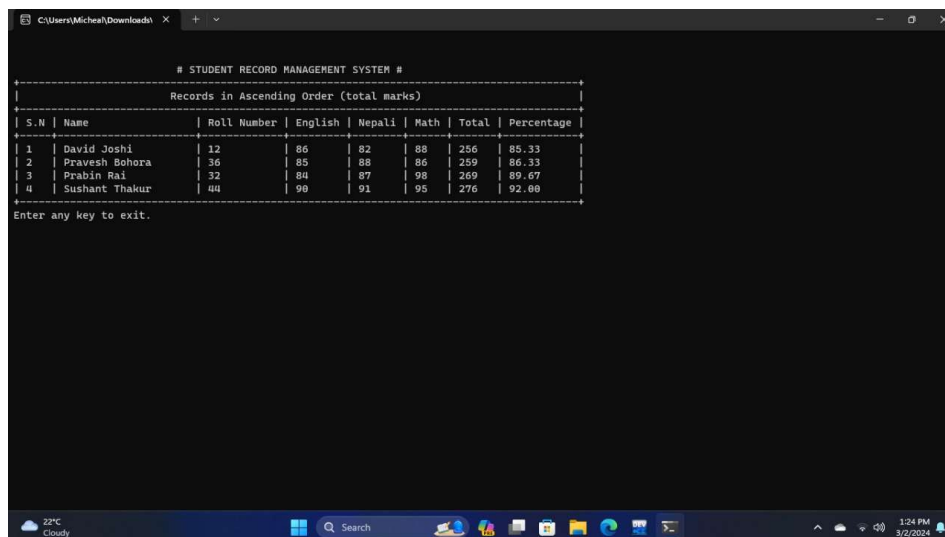 C:\Users\Micheal\Downloads\
# STUDENT RECORD MANAGEMENT SYSTEM #
Records in Ascending Order (total marks)
| S.N | Name | Roll Number | English | Nepali | Math | Total | Percentage |
| 1 | David Joshi | 12 | 86 | 82 | 88 | 256 | 85.33 |
| 2 | Pravesh Bohora | 36 | 85 | 88 | 86 | 259 | 86.33 |
| 3 | Prabin Rai | 32 | 84 | 87 | 98 | 269 | 89.67 |
| 4 | Sushant Thakur | 44 | 90 | 91 | 95 | 276 | 92.00 |
Enter any key to exit.
22°C
Cloudy
Search
DEV
1:24 PM
3/2/2024